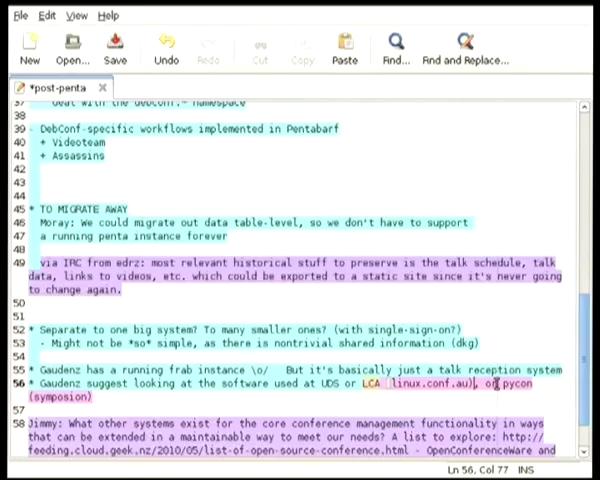 File Edit View Help
New Open... Save Undo Redo Cut Copy Paste Find... Find and Replace...
*post-penta
37 deal with the debconf.* namespace
38
39 - DebConf-specific workflows implemented in Pentabarf
40 + Videoteam
41 + Assassins
42
43
44
45 * TO MIGRATE AWAY
46 Moray: We could migrate out data table-level, so we don't have to support
47 a running penta instance forever
48
49 via IRC from edrz: most relevant historical stuff to preserve is the talk schedule, talk
data, links to videos, etc. which could be exported to a static site since it's never going
to change again.
50
51
52 * Separate to one big system? To many smaller ones? (with single-sign-on?)
53 - Might not be *so* simple, as there is nontrivial shared information (dkg)
54
55 * Gaudenz has a running frab instance \o/ But it's basically just a talk reception system
56 * Gaudenz suggest looking at the software used at UDS or LCA (linux.conf.au), or pycon
(symposion)
57
58 Jimmy: What other systems exist for the core conference management functionality in ways
that can be extended in a maintainable way to meet our needs? A list to explore: http://
feeding.cloud.geek.nz/2010/05/list-of-open-source-conference.html - OpenConferenceWare and
Ln 56, Col 77 INS